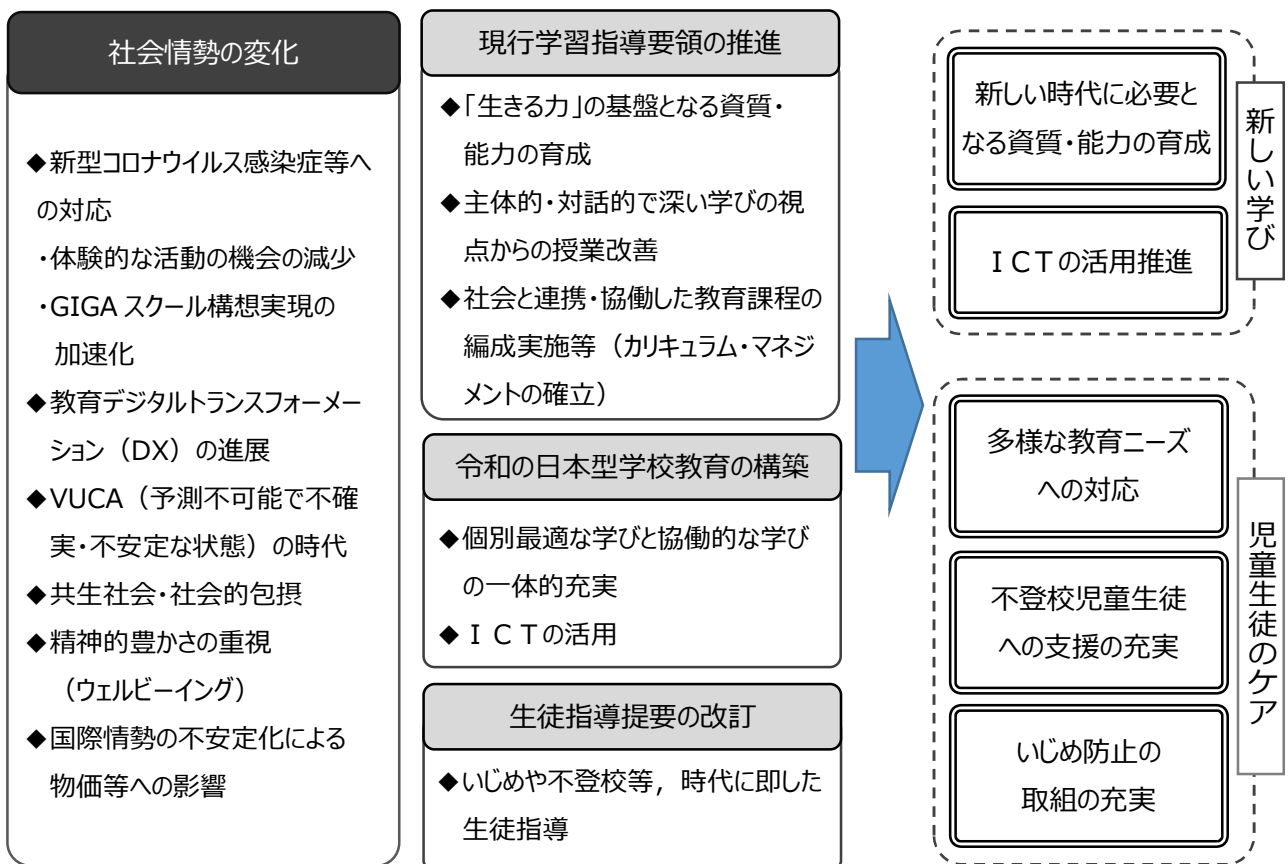 社会情勢の変化
◆新型コロナウイルス感染症等へ
の対応
・体験的な活動の機会の減少
・GIGA スクール構想実現の
加速化
◆教育デジタルトランスフォーメー
ション（DX）の進展
◆VUCA（予測不可能で不確
実・不安定な状態）の時代
◆共生社会・社会的包摂
◆精神的豊かさの重視
（ウェルビーイング）
◆国際情勢の不安定化による
物価等への影響
現行学習指導要領の推進
◆「生きる力」の基盤となる資質・
能力の育成
◆主体的・対話的で深い学びの視
点からの授業改善
◆社会と連携・協働した教育課程の
編成実施等（カリキュラム・マネジ
メントの確立）
令和の日本型学校教育の構築
◆個別最適な学びと協働的な学び
の一体的充実
◆ＩＣＴの活用
生徒指導提要の改訂
◆いじめや不登校等，時代に即した
生徒指導
新しい時代に必要と
なる資質・能力の育成
ＩＣＴの活用推進
新しい学び
多様な教育ニーズ
への対応
不登校児童生徒
への支援の充実
いじめ防止の
取組の充実
児童生徒のケア